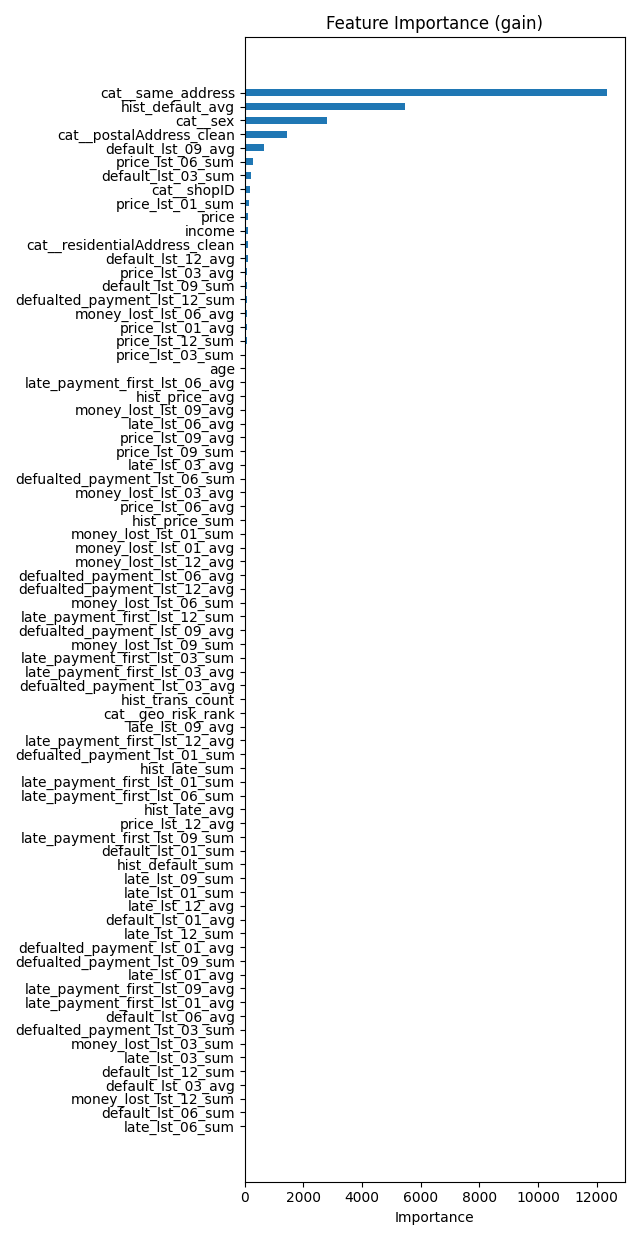 Feature Importance (gain)
cat__same_address
hist_default_avg
cat__sex
cat__postalAddress_clean
default_lst_09_avg
price_lst_06_sum
default_lst_03_sum
cat__shopID
price_lst_01_sum
price
income
cat__residentialAddress_clean
default_lst_12_avg
price_lst_03_avg
default_lst_09_sum
defualted_payment_lst_12_sum
money_lost_lst_06_avg
price_lst_01_avg
price_lst_12_sum
price_lst_03_sum
age
late_payment_first_lst_06_avg
hist_price_avg
money_lost_lst_09_avg
late_lst_06_avg
price_lst_09_avg
price_lst_09_sum
late_lst_03_avg
defualted_payment_lst_06_sum
money_lost_lst_03_avg
price_lst_06_avg
hist_price_sum
money_lost_lst_01_sum
money_lost_lst_01_avg
money_lost_lst_12_avg
defualted_payment_lst_06_avg
defualted_payment_lst_12_avg
money_lost_lst_06_sum
late_payment_first_lst_12_sum
defualted_payment_lst_09_avg
money_lost_lst_09_sum
late_payment_first_lst_03_sum
late_payment_first_lst_03_avg
defualted_payment_lst_03_avg
hist_trans_count
cat__geo_risk_rank
late_lst_09_avg
late_payment_first_lst_12_avg
defualted_payment_lst_01_sum
hist_late_sum
late_payment_first_lst_01_sum
late_payment_first_lst_06_sum
hist_late_avg
price_lst_12_avg
late_payment_first_lst_09_sum
default_lst_01_sum
hist_default_sum
late_lst_09_sum
late_lst_01_sum
late_lst_12_avg
default_lst_01_avg
late_lst_12_sum
defualted_payment_lst_01_avg
defualted_payment_lst_09_sum
late_lst_01_avg
late_payment_first_lst_09_avg
late_payment_first_lst_01_avg
default_lst_06_avg
defualted_payment_lst_03_sum
money_lost_lst_03_sum
late_lst_03_sum
default_lst_12_sum
default_lst_03_avg
money_lost_lst_12_sum
default_lst_06_sum
late_lst_06_sum
0 2000 4000 6000 8000 10000 12000
Importance